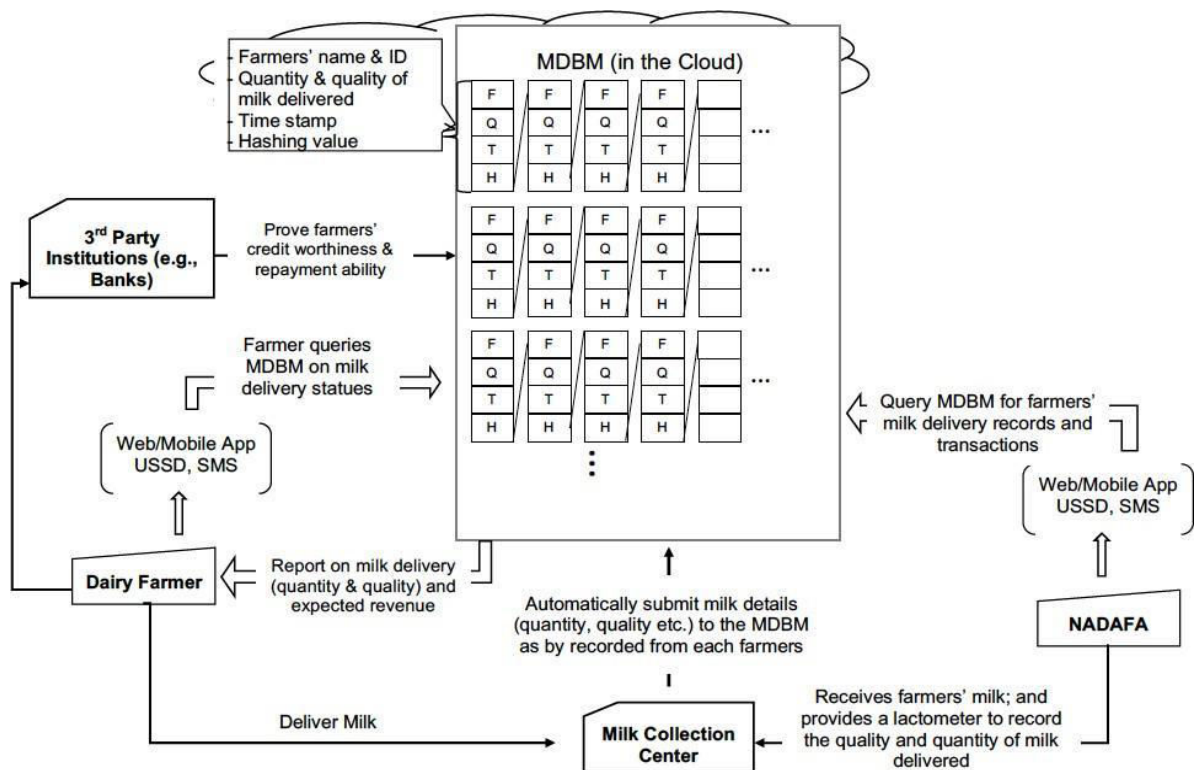 - Farmers' name & ID
- Quantity & quality of
milk delivered
- Time stamp
- Hashing value
MDBM (in the Cloud)
F F F F
Q Q Q Q
T T T T
H H H H
...
F F F F
Q Q Q Q
T T T T
H H H H
...
F F F F
Q Q Q Q
T T T T
H H H H
...
...
3rd Party
Institutions (e.g.,
Banks)
Prove farmers'
credit worthiness &
repayment ability
Farmer queries
MDBM on milk
delivery statues
Web/Mobile App
USSD, SMS
Dairy Farmer
Report on milk delivery
(quantity & quality) and
expected revenue
Query MDBM for farmers'
milk delivery records and
transactions
Web/Mobile App
USSD, SMS
NADAFA
Automatically submit milk details
(quantity, quality etc.) to the MDBM
as by recorded from each farmers
Deliver Milk
Milk Collection
Center
Receives farmers' milk; and
provides a lactometer to record
the quality and quantity of milk
delivered